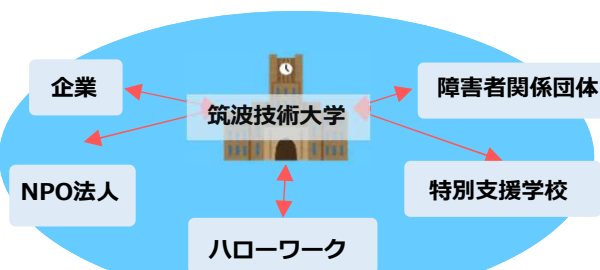 企業
障害者関係団体
筑波技術大学
NPO法人
特別支援学校
ハローワーク